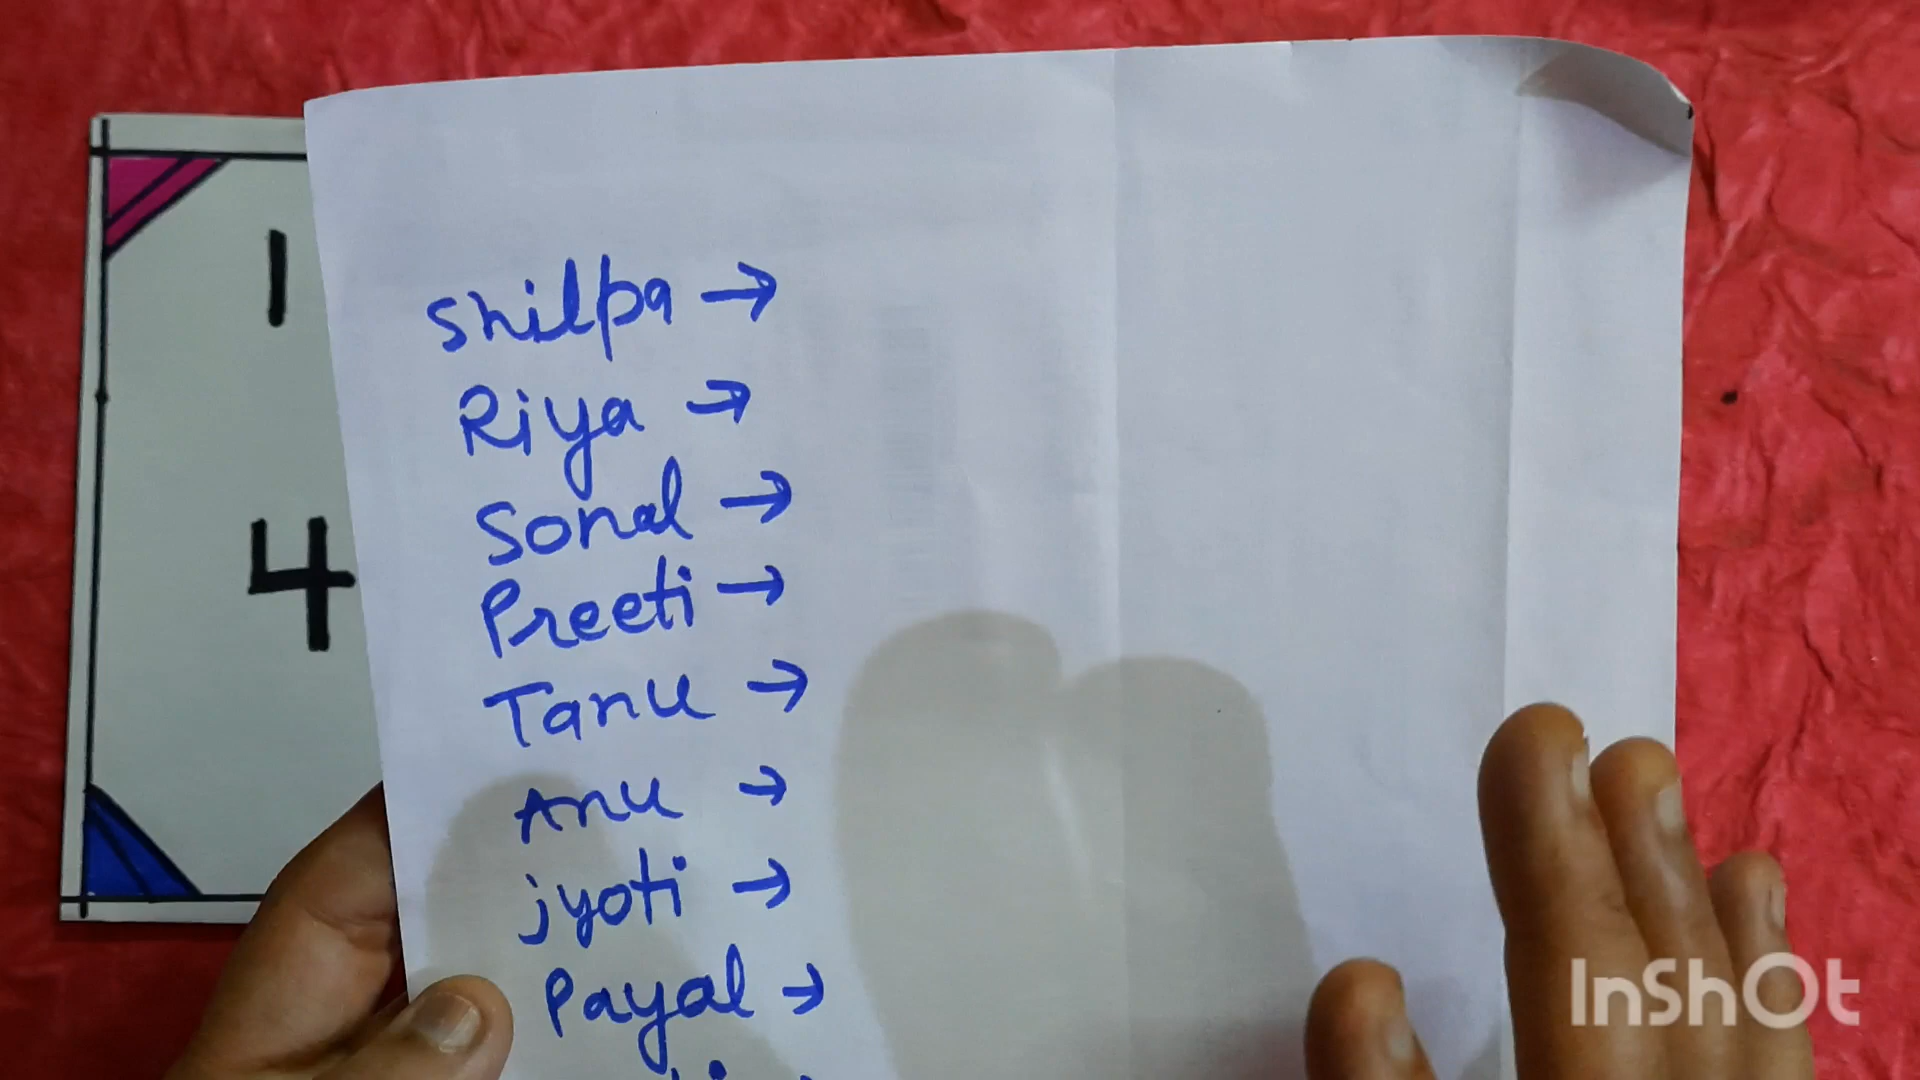 Shilpa →
Riya →
Sonal →
Preeti →
Tanu →
Anu →
jyoti →
Payal →
1
4
InShOt